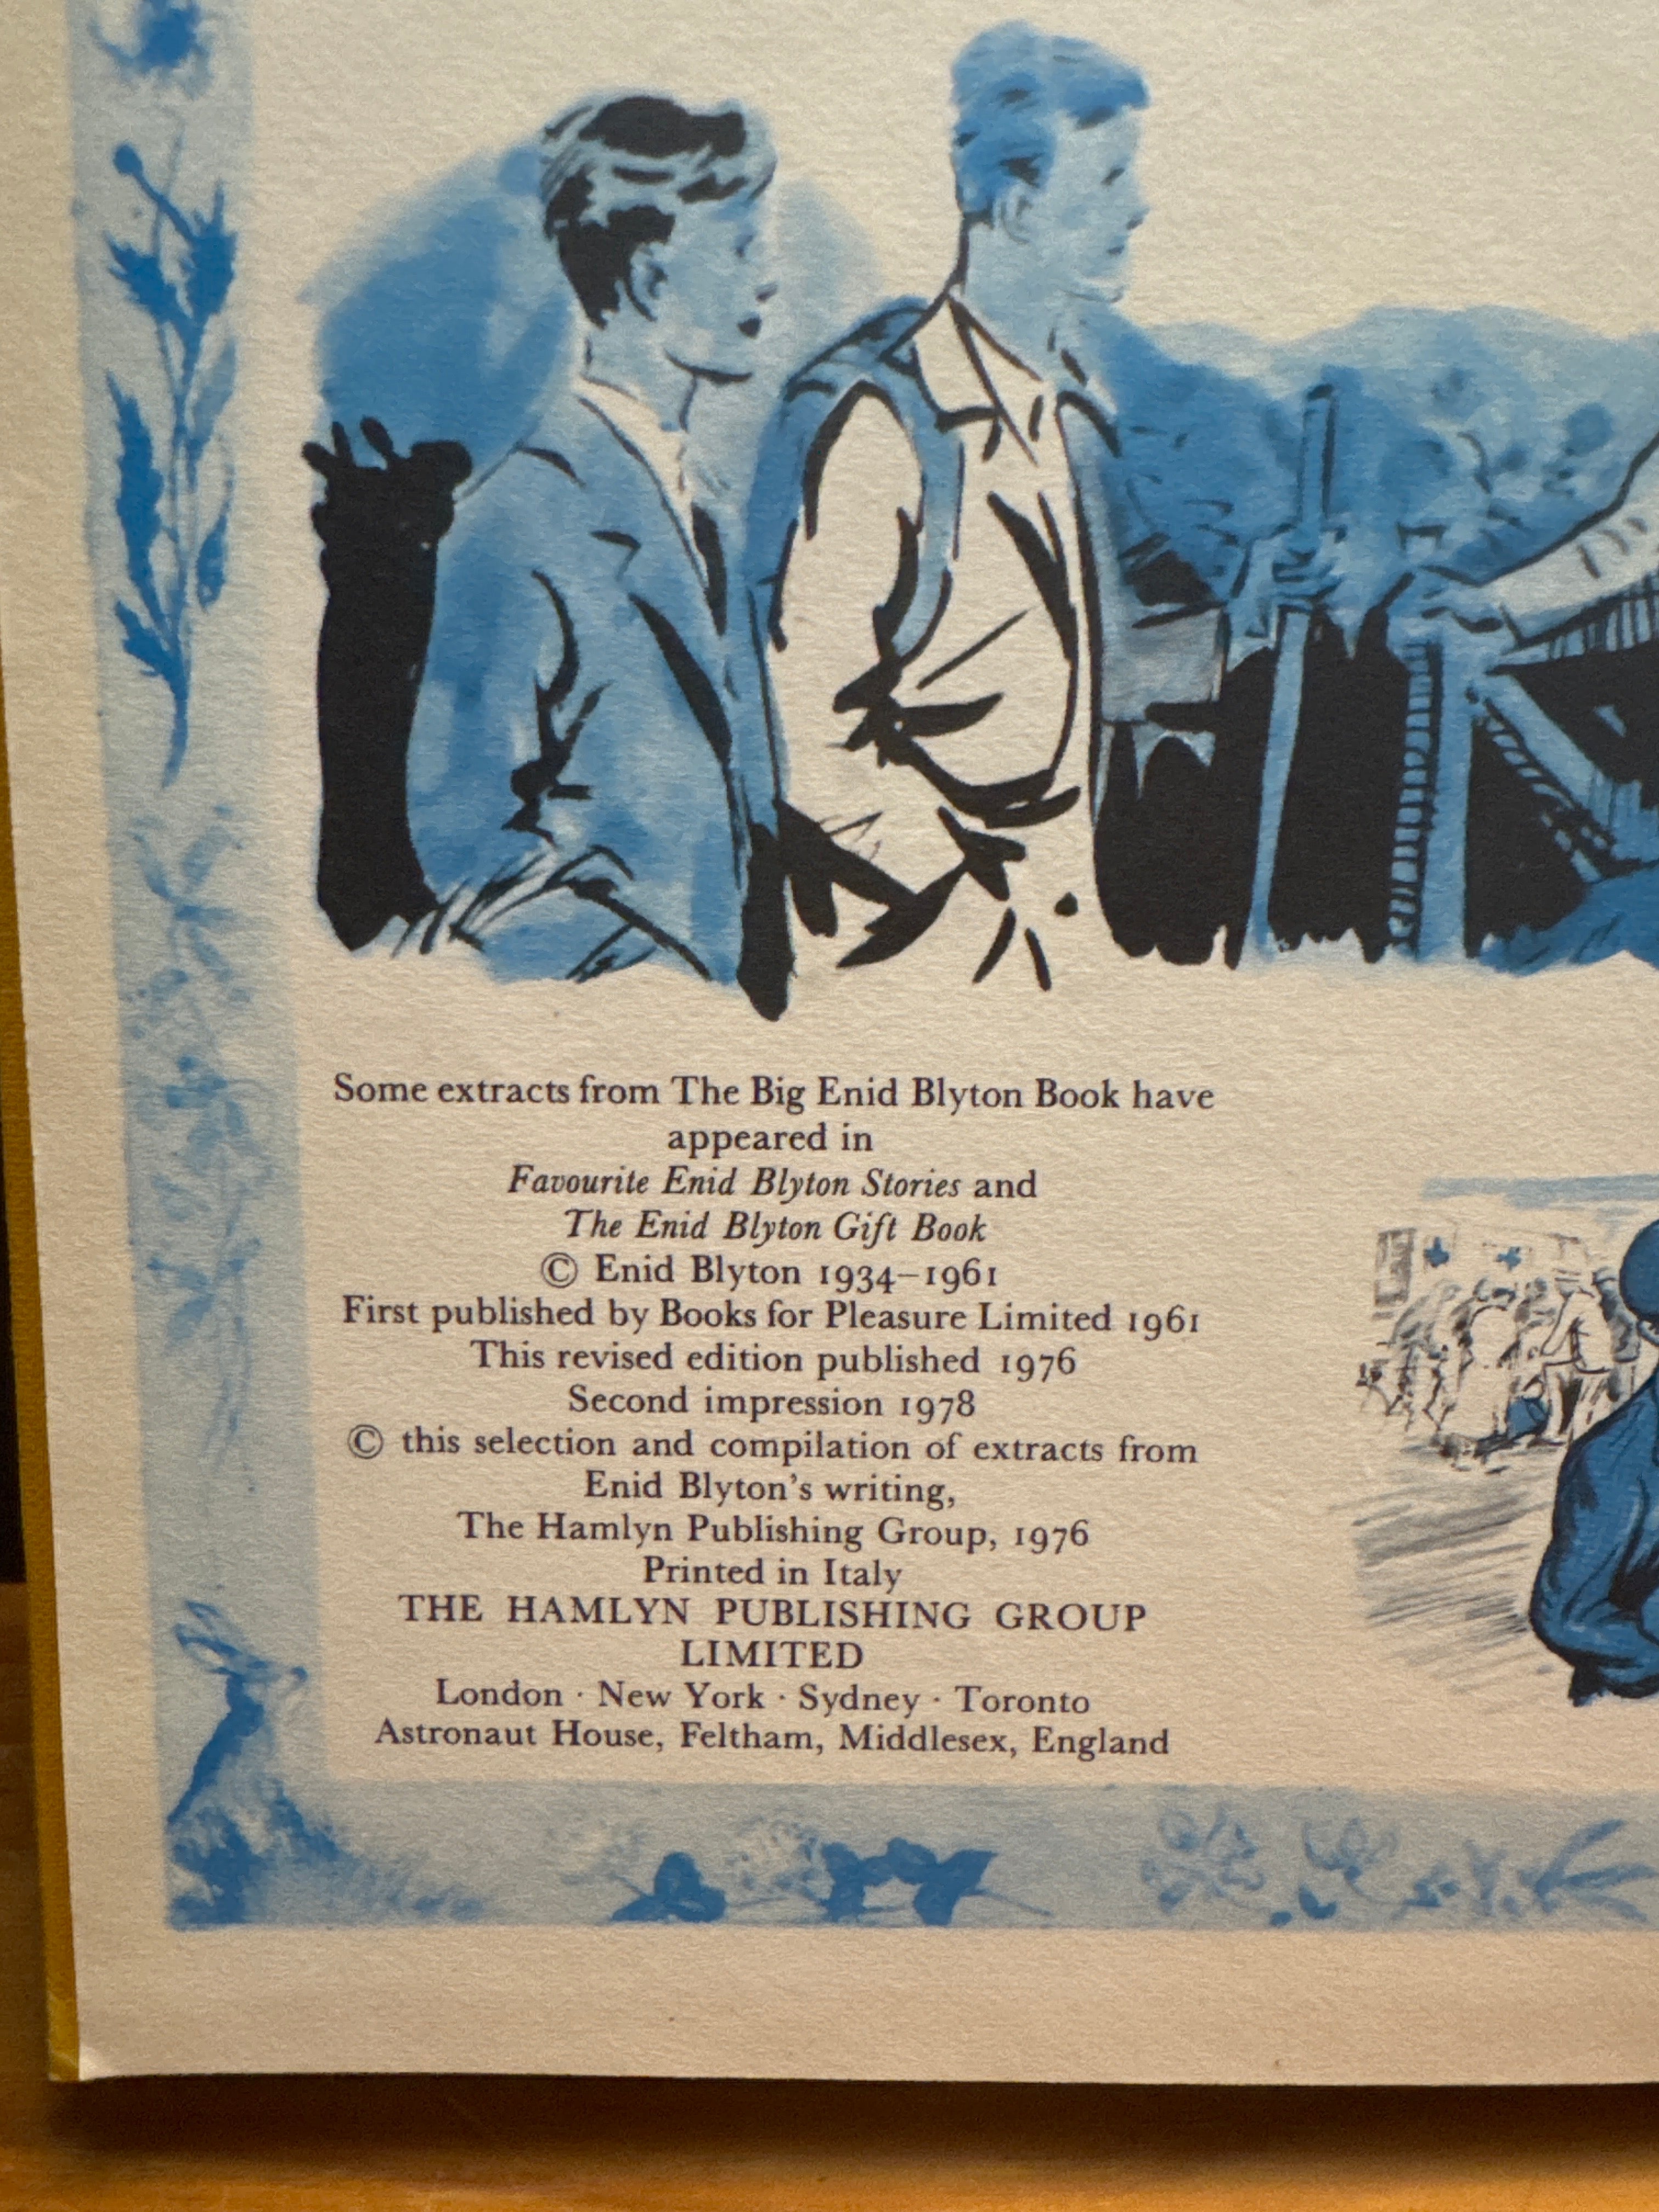 Some extracts from The Big Enid Blyton Book have
appeared in
Favourite Enid Blyton Stories and
The Enid Blyton Gift Book
© Enid Blyton 1934–1961
First published by Books for Pleasure Limited 1961
This revised edition published 1976
Second impression 1978
© this selection and compilation of extracts from
Enid Blyton's writing,
The Hamlyn Publishing Group, 1976
Printed in Italy
THE HAMLYN PUBLISHING GROUP
LIMITED
London · New York · Sydney · Toronto
Astronaut House, Feltham, Middlesex, England